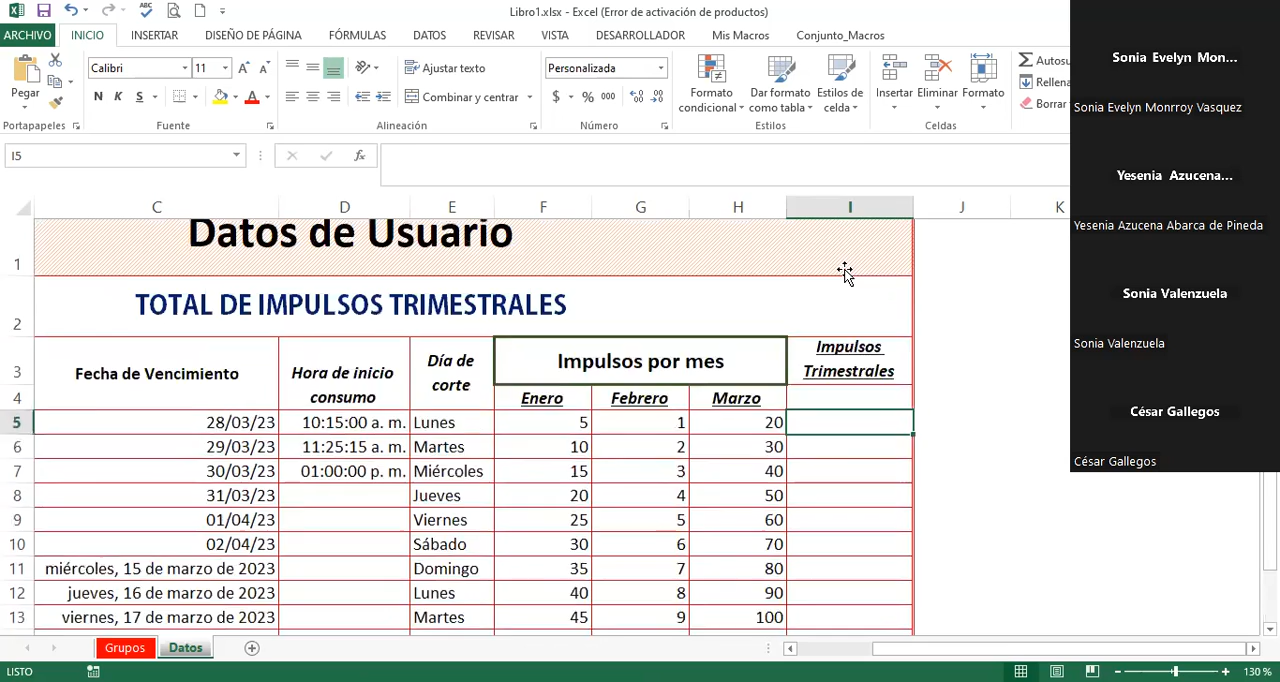 Libro1.xlsx - Excel (Error de activación de productos)
ARCHIVO INICIO INSERTAR DISEÑO DE PÁGINA FÓRMULAS DATOS REVISAR VISTA DESARROLLADOR Mis Macros Conjunto_Macros
Pegar
Calibri 11
N K S
Ajustar texto
Combinar y centrar
Personalizada
$ % 000
Formato condicional
Dar formato como tabla
Estilos de celda
Insertar Eliminar Formato
Autosu
Rellena
Borrar
Portapapeles Fuente Alineación Número Estilos Celdas
I5
fx
C D E F G H I J K
1 Datos de Usuario
2 TOTAL DE IMPULSOS TRIMESTRALES
3 Fecha de Vencimiento Hora de inicio consumo Día de corte Impulsos por mes Impulsos Trimestrales
4 Enero Febrero Marzo
5 28/03/23 10:15:00 a. m. Lunes 5 1 20
6 29/03/23 11:25:15 a. m. Martes 10 2 30
7 30/03/23 01:00:00 p. m. Miércoles 15 3 40
8 31/03/23 Jueves 20 4 50
9 01/04/23 Viernes 25 5 60
10 02/04/23 Sábado 30 6 70
11 miércoles, 15 de marzo de 2023 Domingo 35 7 80
12 jueves, 16 de marzo de 2023 Lunes 40 8 90
13 viernes, 17 de marzo de 2023 Martes 45 9 100
Grupos Datos
LISTO
130 %
Sonia Evelyn Mon...
Sonia Evelyn Monrroy Vasquez
Yesenia Azucena...
Yesenia Azucena Abarca de Pineda
Sonia Valenzuela
Sonia Valenzuela
César Gallegos
César Gallegos